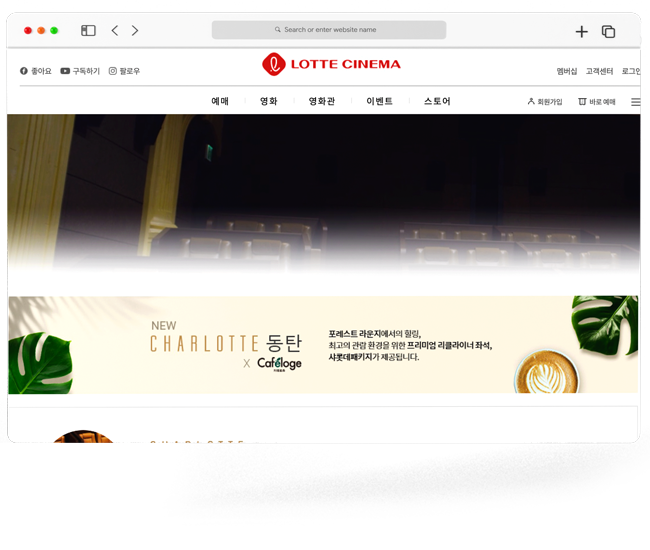 Search or enter website name
좋아요 구독하기 팔로우
LOTTE CINEMA
멤버십 고객센터 로그인
예매 영화 영화관 이벤트 스토어
회원가입 바로 예매
NEW
CHARLOTTE 동탄
X Caféloge
포레스트 라운지에서의 힐링,
최고의 관람 환경을 위한 프리미엄 리클라이너 좌석,
샤롯데패키지가 제공됩니다.